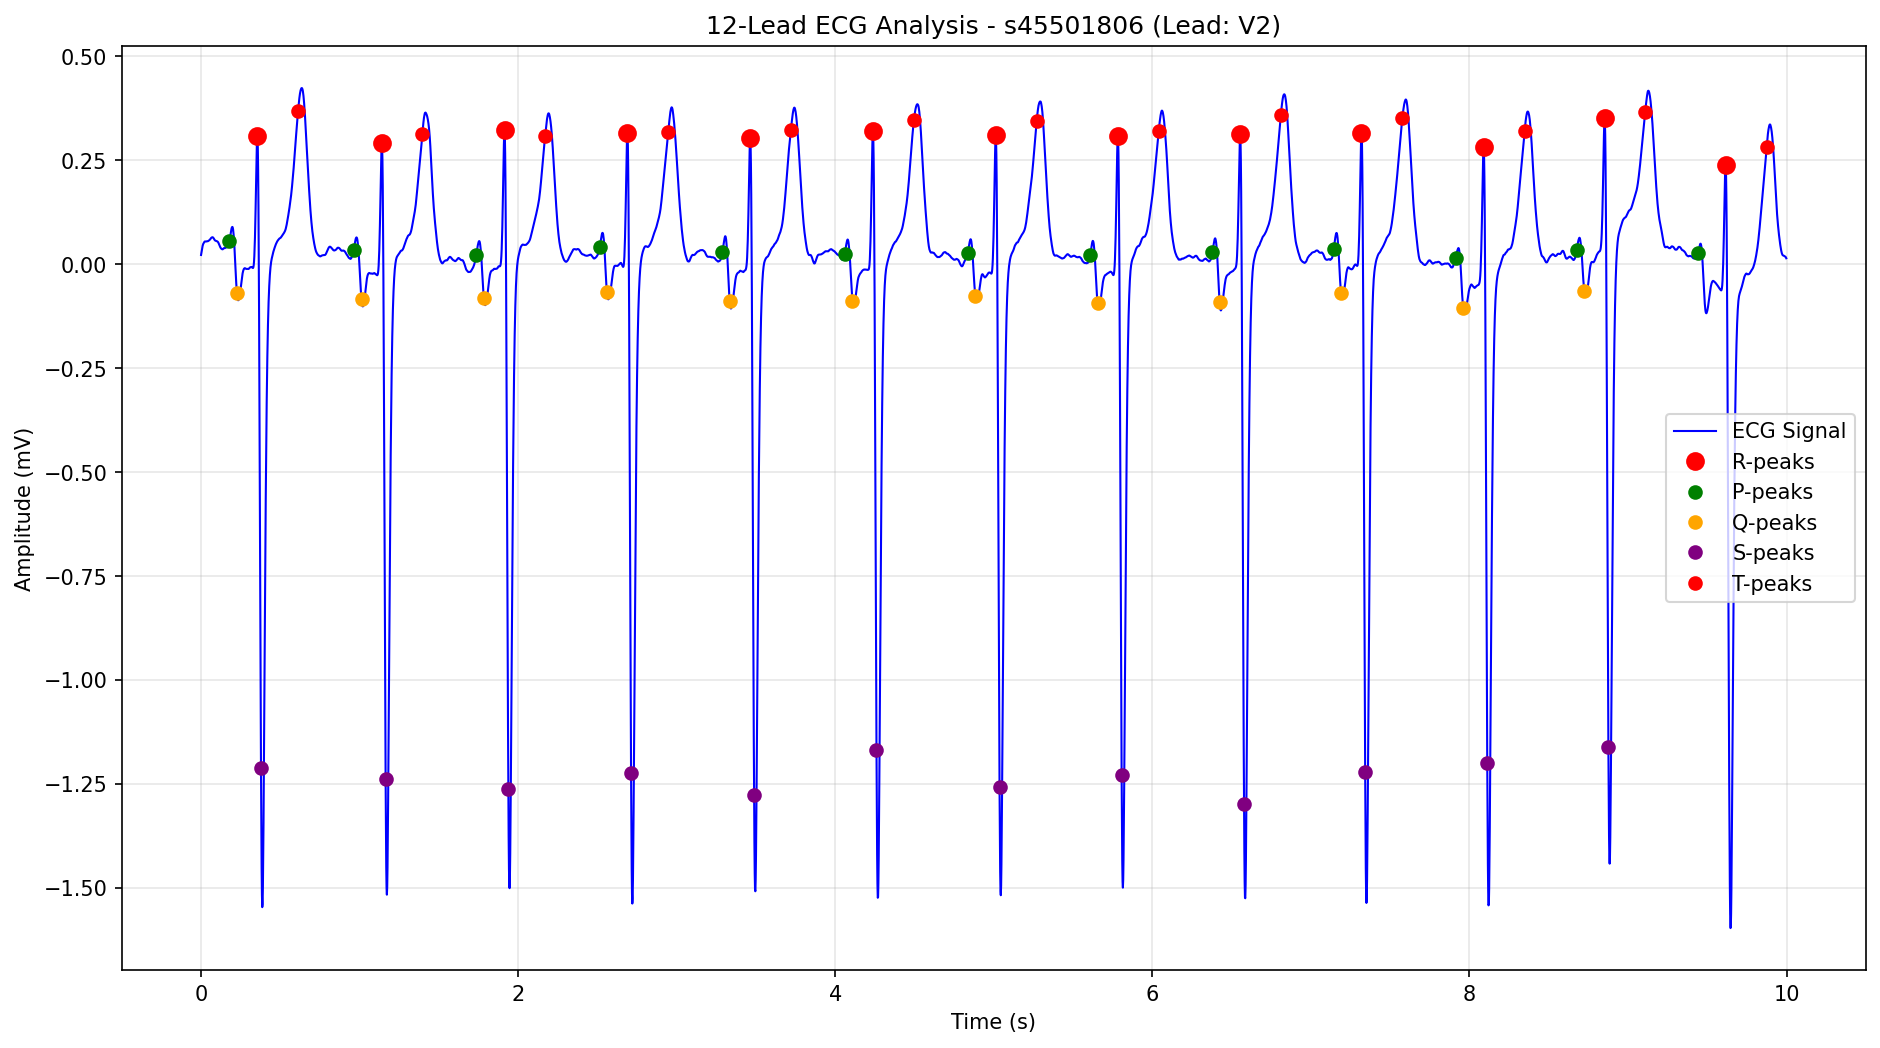 12-Lead ECG Analysis - s45501806 (Lead: V2)
0.50
0.25
0.00
−0.25
−0.50
−0.75
−1.00
−1.25
−1.50
Amplitude (mV)
ECG Signal
R-peaks
P-peaks
Q-peaks
S-peaks
T-peaks
0 2 4 6 8 10
Time (s)